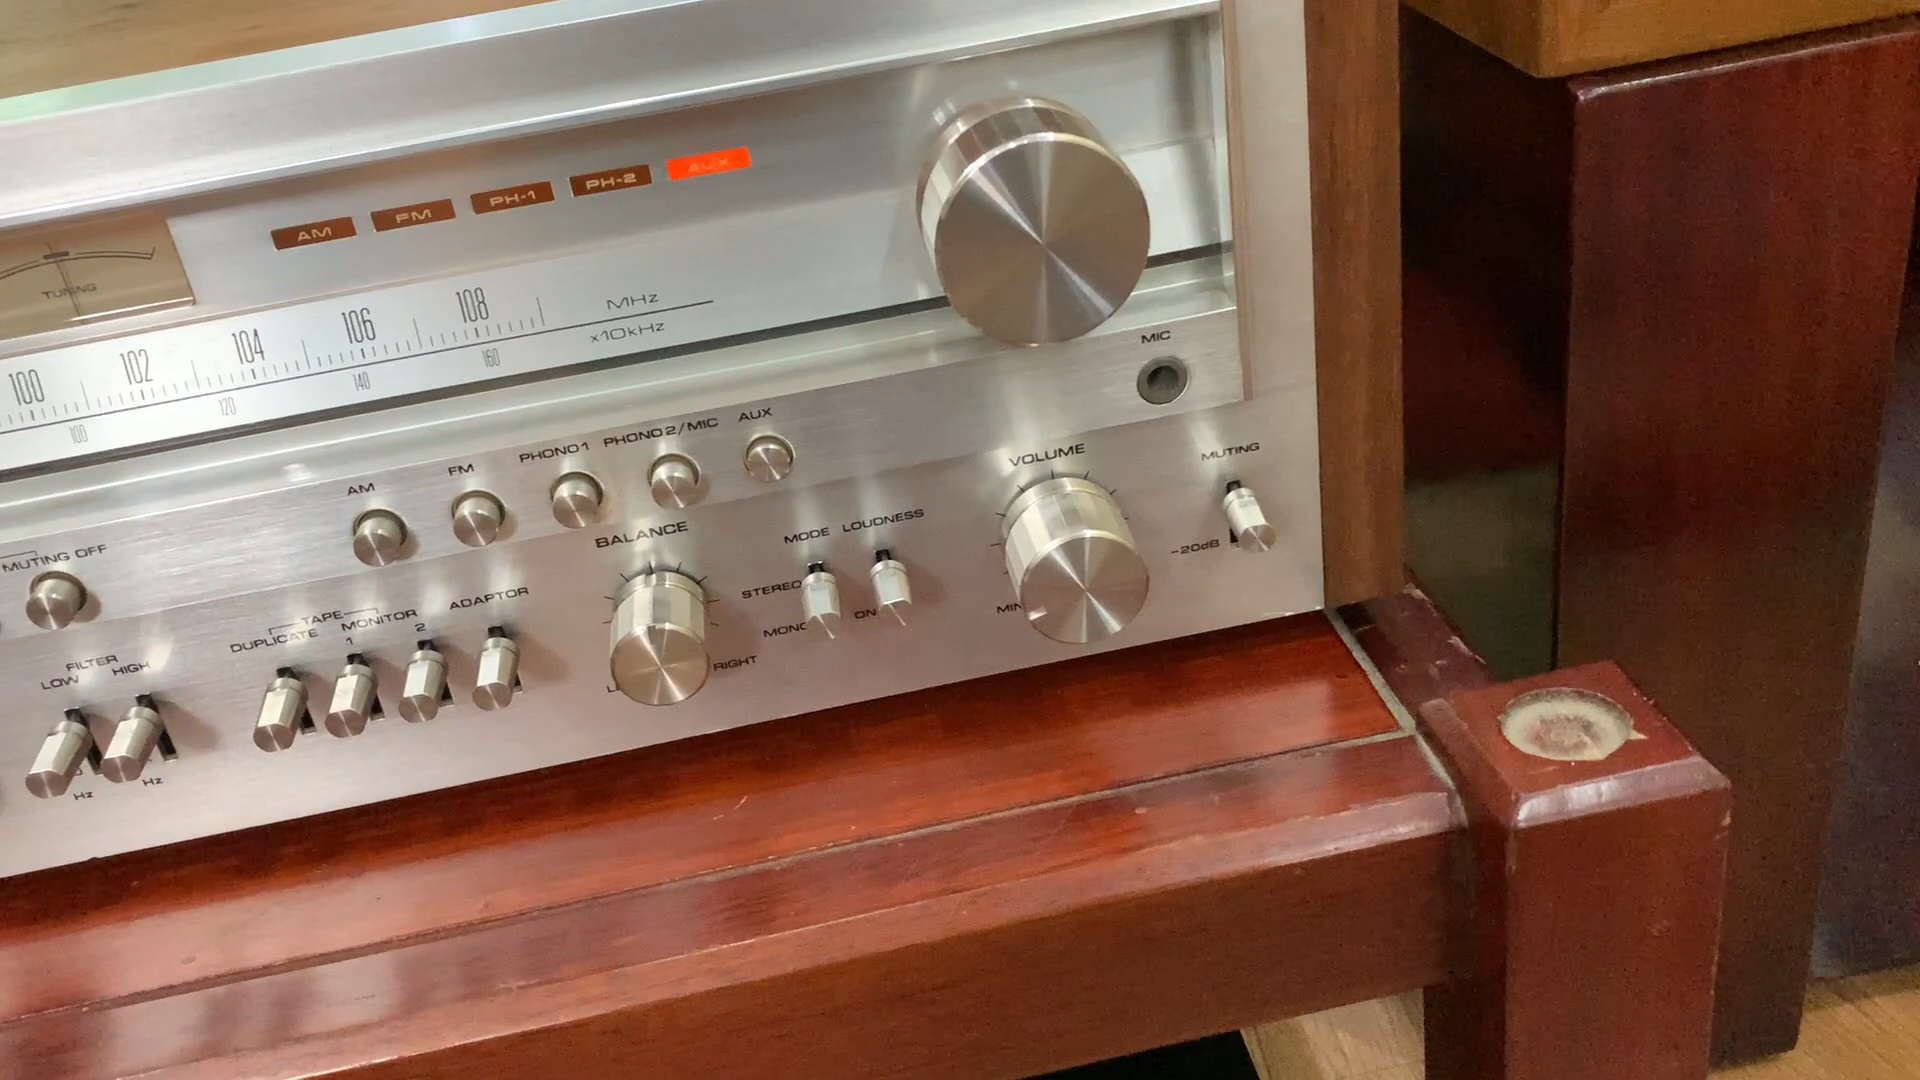 AM
FM
PH-1
PH-2
AUX
TUNING
100 102 104 106 108 MHz
100 120 140 160 x10kHz
MIC
AM
FM
PHONO 1
PHONO 2/MIC
AUX
MUTING OFF
VOLUME
MIN
MUTING
-20dB
BALANCE
RIGHT
MODE
STEREO
MONO
LOUDNESS
ON
TAPE
DUPLICATE MONITOR
1 2
ADAPTOR
FILTER
LOW HIGH
Hz Hz